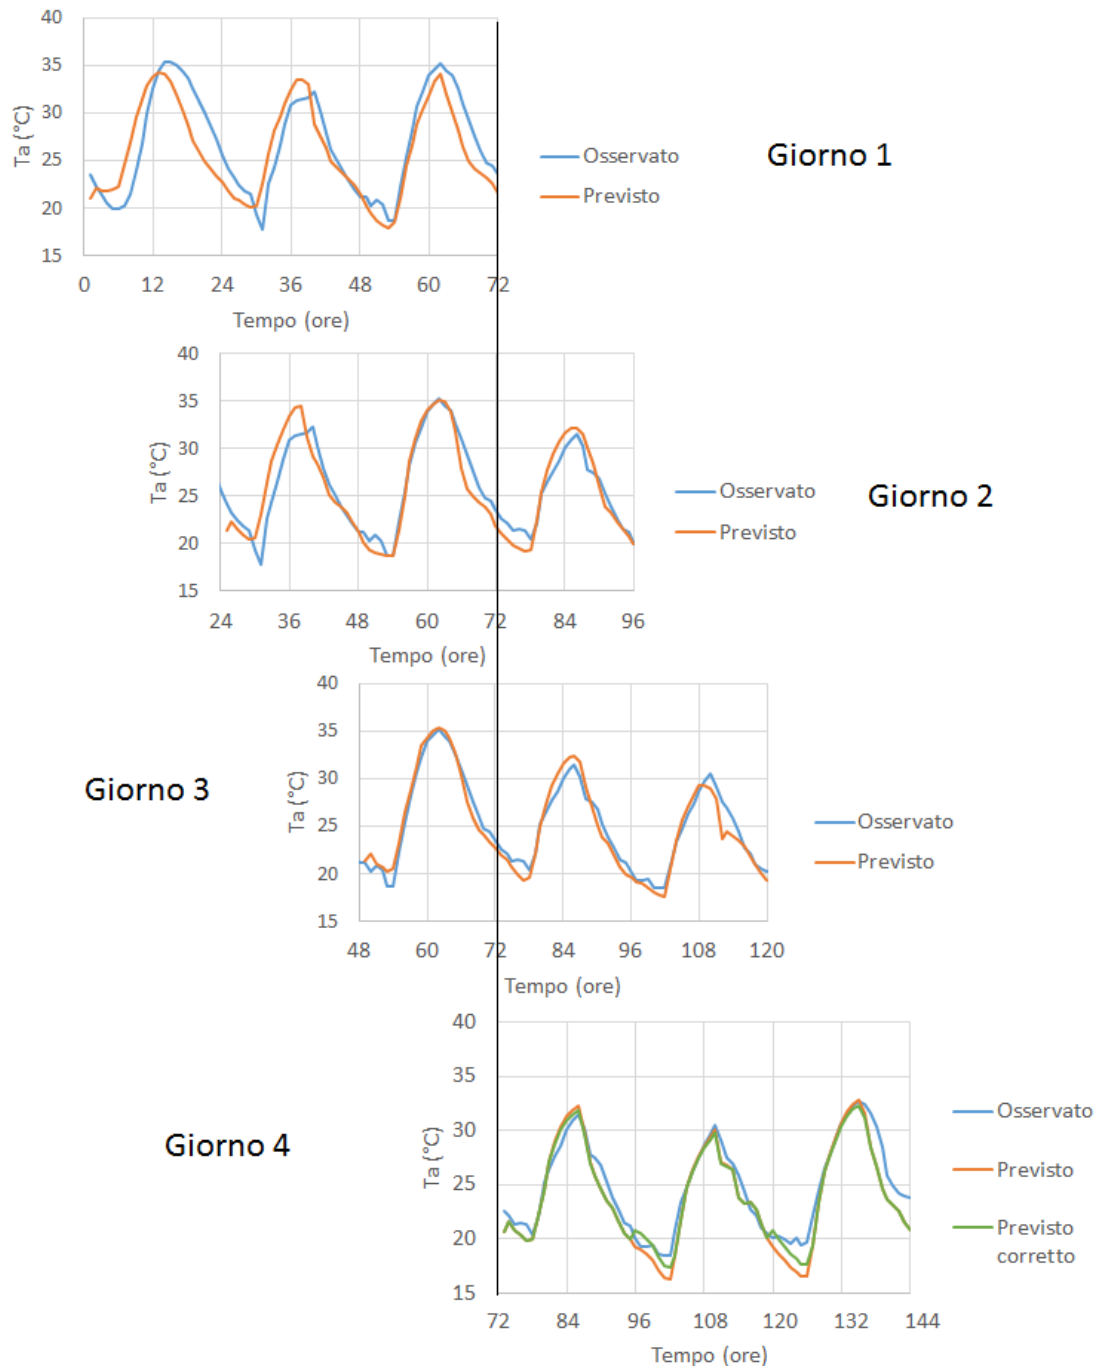 40
35
30
25
20
15
Ta (°C)
0 12 24 36 48 60 72
Tempo (ore)
Osservato
Previsto
Giorno 1
40
35
30
25
20
15
Ta (°C)
24 36 48 60 72 84 96
Tempo (ore)
Osservato
Previsto
Giorno 2
Giorno 3
40
35
30
25
20
15
Ta (°C)
48 60 72 84 96 108 120
Tempo (ore)
Osservato
Previsto
Giorno 4
40
35
30
25
20
15
Ta (°C)
72 84 96 108 120 132 144
Tempo (ore)
Osservato
Previsto
Previsto
corretto